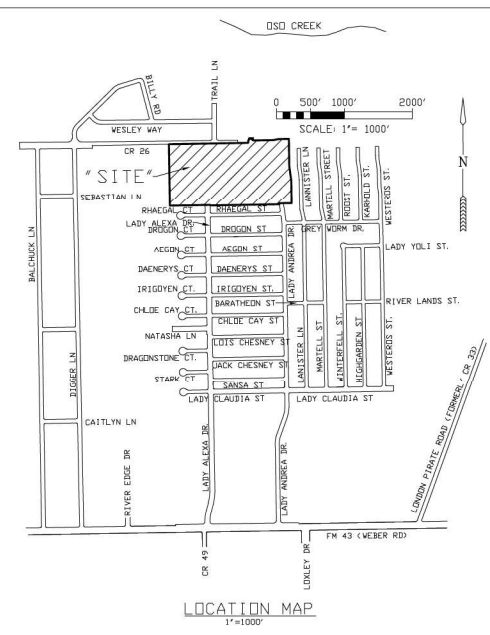 OSO CREEK
BILLY RD
TRAIL LN
WESLEY WAY
0 500' 1000' 2000'
SCALE: 1"= 1000'
N
CR 26
"SITE"
SEBASTIAN LN
LANNISTER LN
MARTELL STREET
ROOST ST.
KARHOLD ST.
WESTEROS ST.
RHAEGAL CT
RHAEGAL ST
LADY ALEXA DR.
DROGON CT
DROGON ST
GREY WORM DR.
LADY YOLI ST.
AEGON CT
AEGON ST
LADY ANDREA DR.
DAENERYS CT
DAENERYS ST
IRIGOYEN CT.
IRIGOYEN ST.
BARATHEON ST
RIVER LANDS ST.
CHLOE CAY CT.
CHLOE CAY ST
NATASHA LN
LOIS CHESNEY ST
DRAGONSTONE CT.
JACK CHESNEY ST
STARK CT
SANSA ST
LADY CLAUDIA ST
LADY CLAUDIA ST
LANISTER LN
MARTELL ST
WINTERFELL ST
HIGHGARDEN ST
WESTEROS ST.
BALCHUCK LN
DIGGER LN
CAITLYN LN
RIVER EDGE DR
LADY ALEXA DR.
LADY ANDREA DR.
LONDON PIRATE ROAD (FORMERL' CR 33)
FM 43 (WEBER RD)
CR 49
LOXLEY DR
LOCATION MAP
1"=1000'